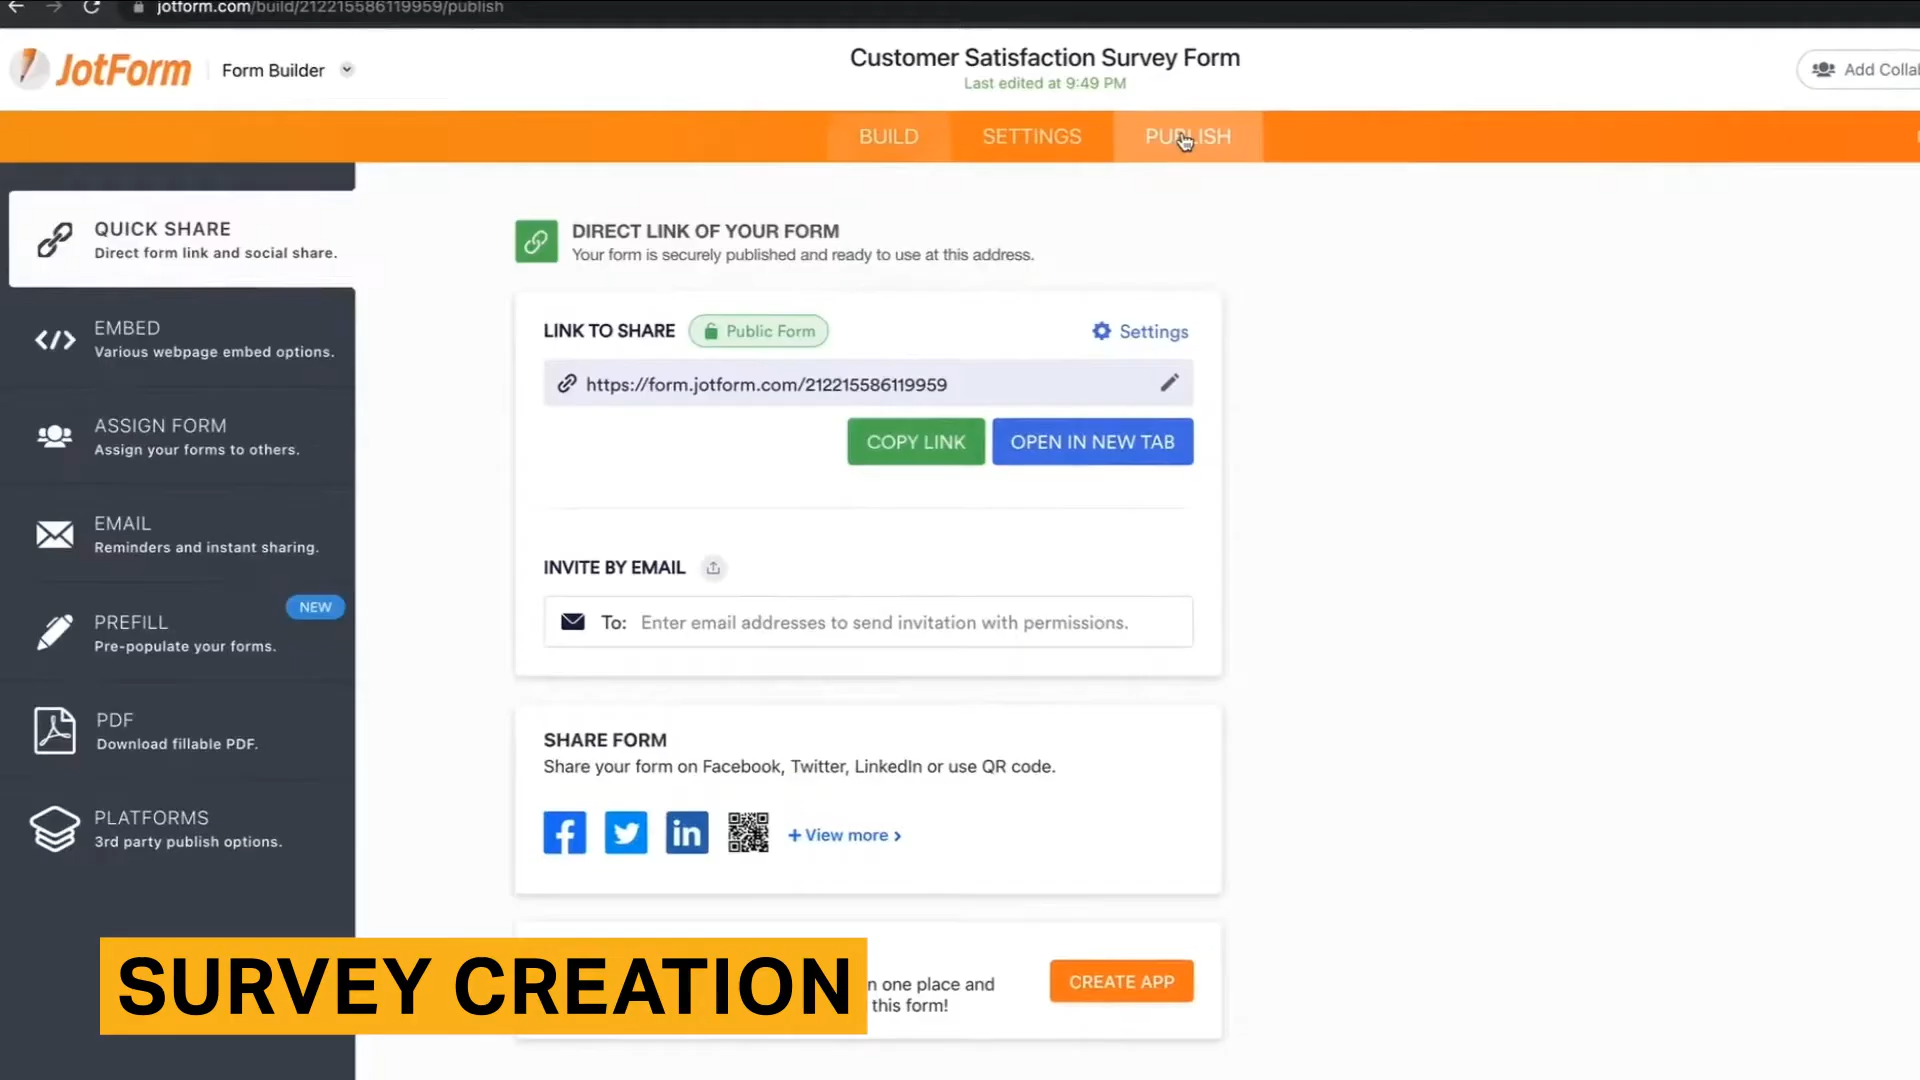 jotform.com/build/212215586119959/publish
JotForm
Form Builder
Customer Satisfaction Survey Form
Last edited at 9:49 PM
Add Collab
BUILD
SETTINGS
PUBLISH
QUICK SHARE
Direct form link and social share.
EMBED
Various webpage embed options.
ASSIGN FORM
Assign your forms to others.
EMAIL
Reminders and instant sharing.
NEW
PREFILL
Pre-populate your forms.
PDF
Download fillable PDF.
PLATFORMS
3rd party publish options.
DIRECT LINK OF YOUR FORM
Your form is securely published and ready to use at this address.
LINK TO SHARE
Public Form
Settings
https://form.jotform.com/212215586119959
COPY LINK
OPEN IN NEW TAB
INVITE BY EMAIL
To: Enter email addresses to send invitation with permissions.
SHARE FORM
Share your form on Facebook, Twitter, LinkedIn or use QR code.
+ View more >
n one place and
this form!
CREATE APP
SURVEY CREATION